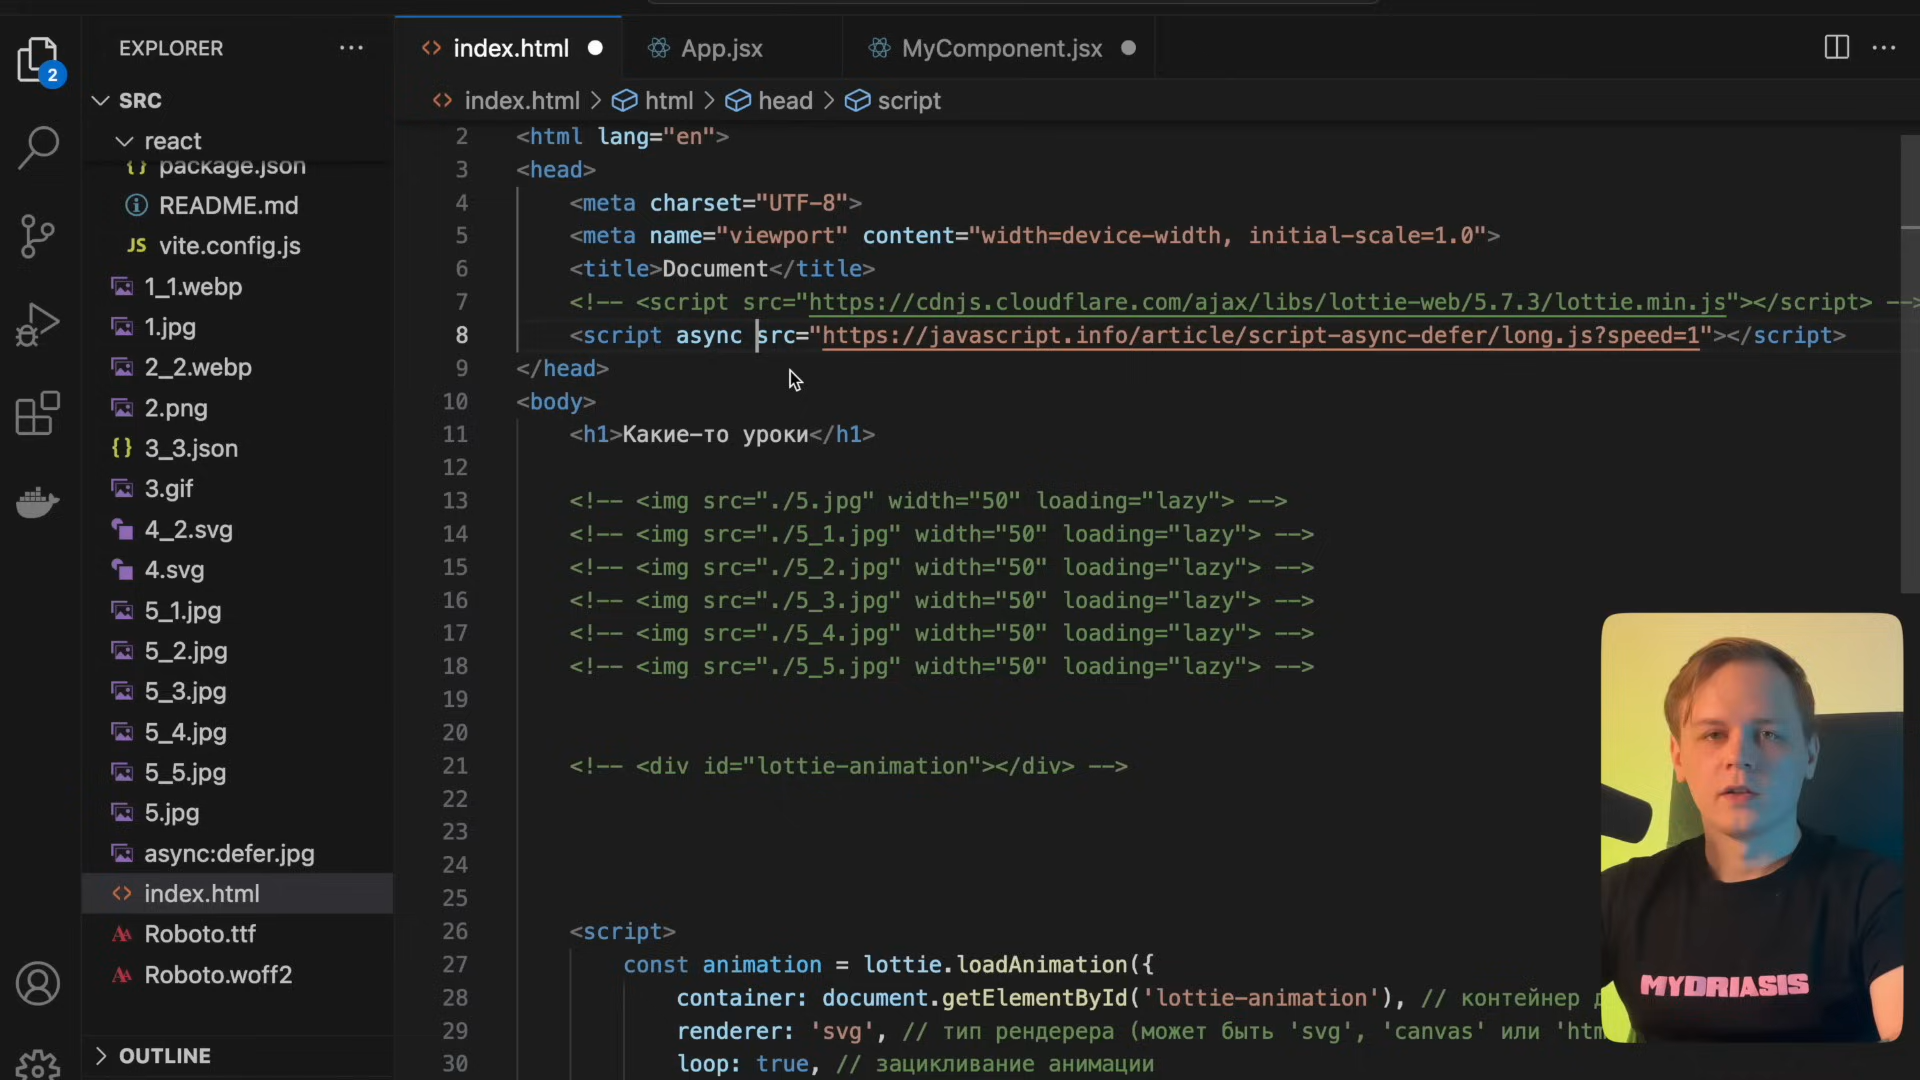 EXPLORER
2
SRC
react
package.json
README.md
JS vite.config.js
1_1.webp
1.jpg
2_2.webp
2.png
{} 3_3.json
3.gif
4_2.svg
4.svg
5_1.jpg
5_2.jpg
5_3.jpg
5_4.jpg
5_5.jpg
5.jpg
async:defer.jpg
index.html
Roboto.ttf
Roboto.woff2
OUTLINE
index.html
App.jsx
MyComponent.jsx
index.html > html > head > script
2 <html lang="en">
3 <head>
4 <meta charset="UTF-8">
5 <meta name="viewport" content="width=device-width, initial-scale=1.0">
6 <title>Document</title>
7 <!-- <script src="https://cdnjs.cloudflare.com/ajax/libs/lottie-web/5.7.3/lottie.min.js"></script> -->
8 <script async src="https://javascript.info/article/script-async-defer/long.js?speed=1"></script>
9 </head>
10 <body>
11 <h1>Какие-то уроки</h1>
12
13 <!-- <img src="./5.jpg" width="50" loading="lazy"> -->
14 <!-- <img src="./5_1.jpg" width="50" loading="lazy"> -->
15 <!-- <img src="./5_2.jpg" width="50" loading="lazy"> -->
16 <!-- <img src="./5_3.jpg" width="50" loading="lazy"> -->
17 <!-- <img src="./5_4.jpg" width="50" loading="lazy"> -->
18 <!-- <img src="./5_5.jpg" width="50" loading="lazy"> -->
19
20
21 <!-- <div id="lottie-animation"></div> -->
22
23
24
25
26 <script>
27 const animation = lottie.loadAnimation({
28 container: document.getElementById('lottie-animation'), // контейнер
29 renderer: 'svg', // тип рендерера (может быть 'svg', 'canvas' или 'htm
30 loop: true, // зацикливание анимации
MYDRIASIS